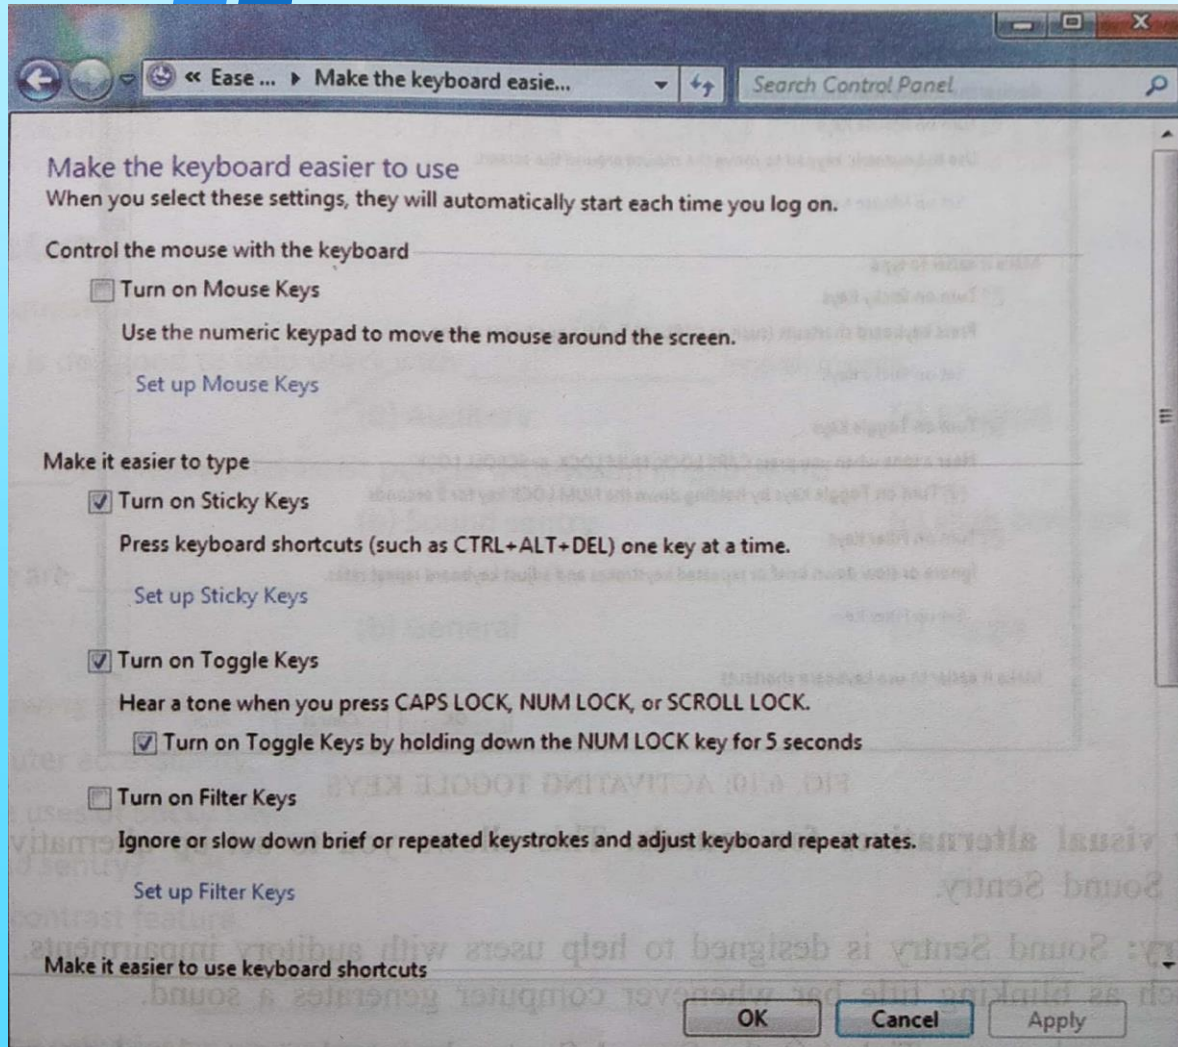 « Ease ... ▸ Make the keyboard easie...
Search Control Panel
Make the keyboard easier to use
When you select these settings, they will automatically start each time you log on.
Control the mouse with the keyboard
Turn on Mouse Keys
Use the numeric keypad to move the mouse around the screen.
Set up Mouse Keys
Make it easier to type
Turn on Sticky Keys
Press keyboard shortcuts (such as CTRL+ALT+DEL) one key at a time.
Set up Sticky Keys
Turn on Toggle Keys
Hear a tone when you press CAPS LOCK, NUM LOCK, or SCROLL LOCK.
Turn on Toggle Keys by holding down the NUM LOCK key for 5 seconds
Turn on Filter Keys
Ignore or slow down brief or repeated keystrokes and adjust keyboard repeat rates.
Set up Filter Keys
Make it easier to use keyboard shortcuts
OK Cancel Apply